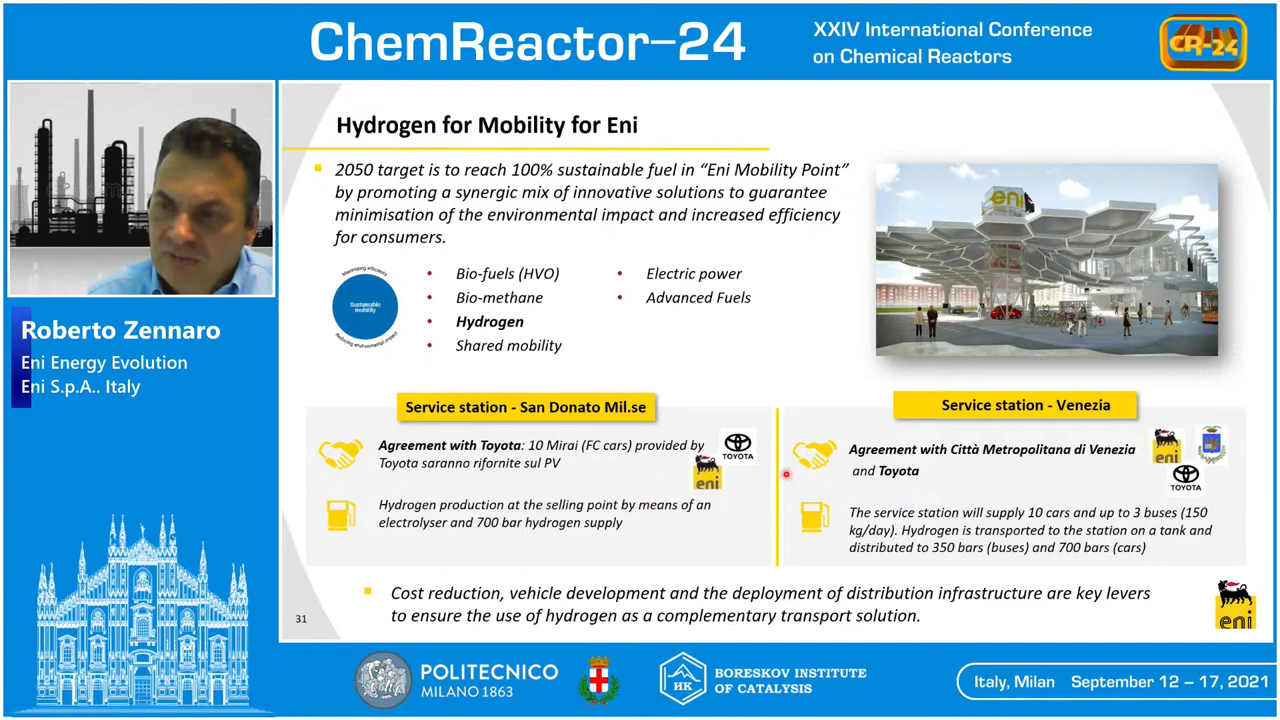 ChemReactor–24
XXIV International Conference
on Chemical Reactors
CR-24
Roberto Zennaro
Eni Energy Evolution
Eni S.p.A.. Italy
Hydrogen for Mobility for Eni
2050 target is to reach 100% sustainable fuel in “Eni Mobility Point”
by promoting a synergic mix of innovative solutions to guarantee
minimisation of the environmental impact and increased efficiency
for consumers.
Maximizing efficiency
Sustainable
mobility
Reducing environmental impact
• Bio-fuels (HVO)
• Bio-methane
• Hydrogen
• Shared mobility
• Electric power
• Advanced Fuels
eni
Service station - San Donato Mil.se
Agreement with Toyota: 10 Mirai (FC cars) provided by
Toyota saranno rifornite sul PV
TOYOTA
eni
Hydrogen production at the selling point by means of an
electrolyser and 700 bar hydrogen supply
Service station - Venezia
Agreement with Città Metropolitana di Venezia
and Toyota
eni
TOYOTA
The service station will supply 10 cars and up to 3 buses (150
kg/day). Hydrogen is transported to the station on a tank and
distributed to 350 bars (buses) and 700 bars (cars)
Cost reduction, vehicle development and the deployment of distribution infrastructure are key levers
to ensure the use of hydrogen as a complementary transport solution.
31
eni
POLITECNICO
MILANO 1863
НК
BORESKOV INSTITUTE
OF CATALYSIS
Italy, Milan September 12 – 17, 2021